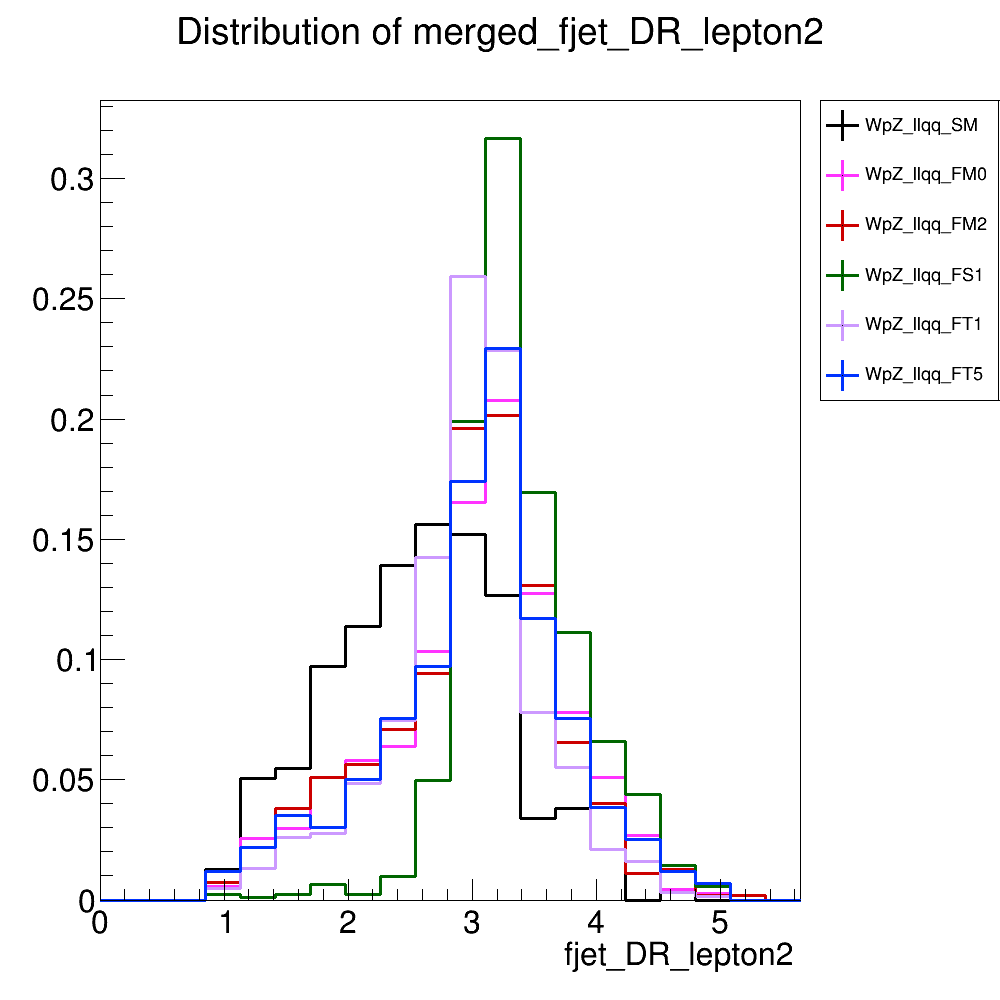 Distribution of merged_fjet_DR_lepton2
WpZ_llqq_SM
WpZ_llqq_FM0
WpZ_llqq_FM2
WpZ_llqq_FS1
WpZ_llqq_FT1
WpZ_llqq_FT5
0.3
0.25
0.2
0.15
0.1
0.05
0
0 1 2 3 4 5
fjet_DR_lepton2